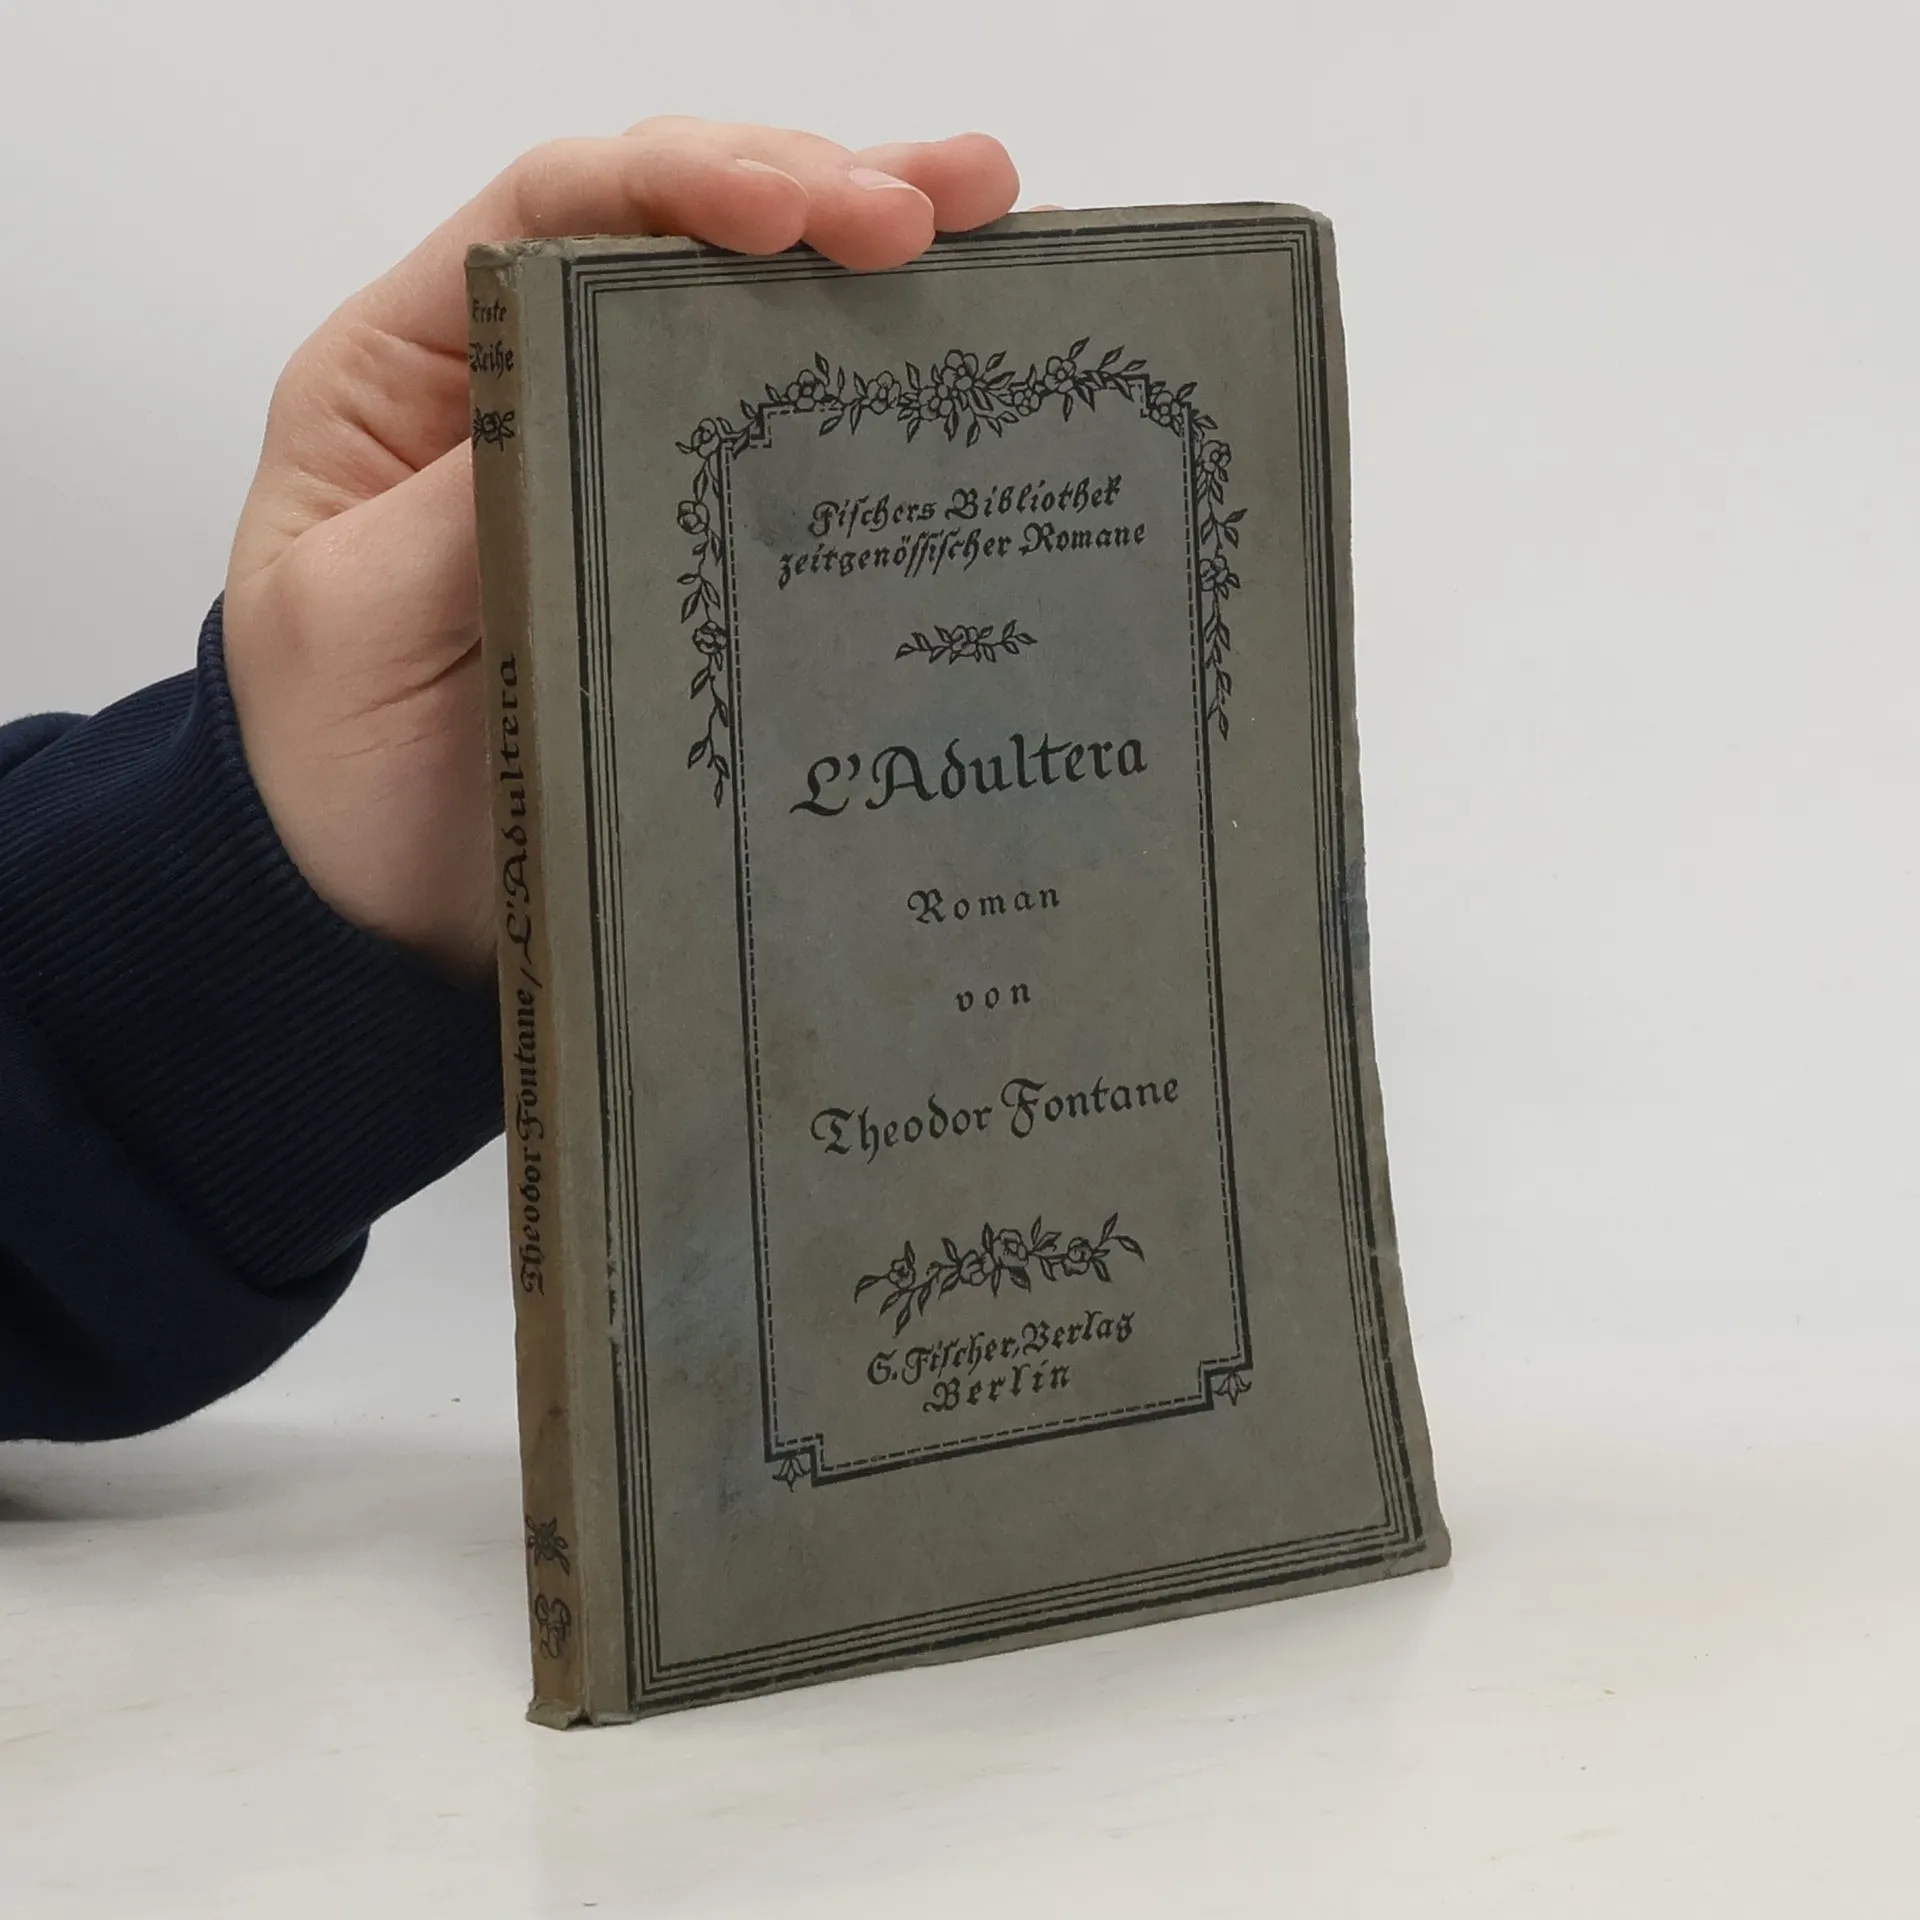 Erste
Reihe
Theodor Fontane/L'Adultera
Fiſchers Bibliothek
zeitgenöſſiſcher Romane
L'Adultera
Roman
von
Theodor Fontane
S. Fiſcher, Verlag
Berlin